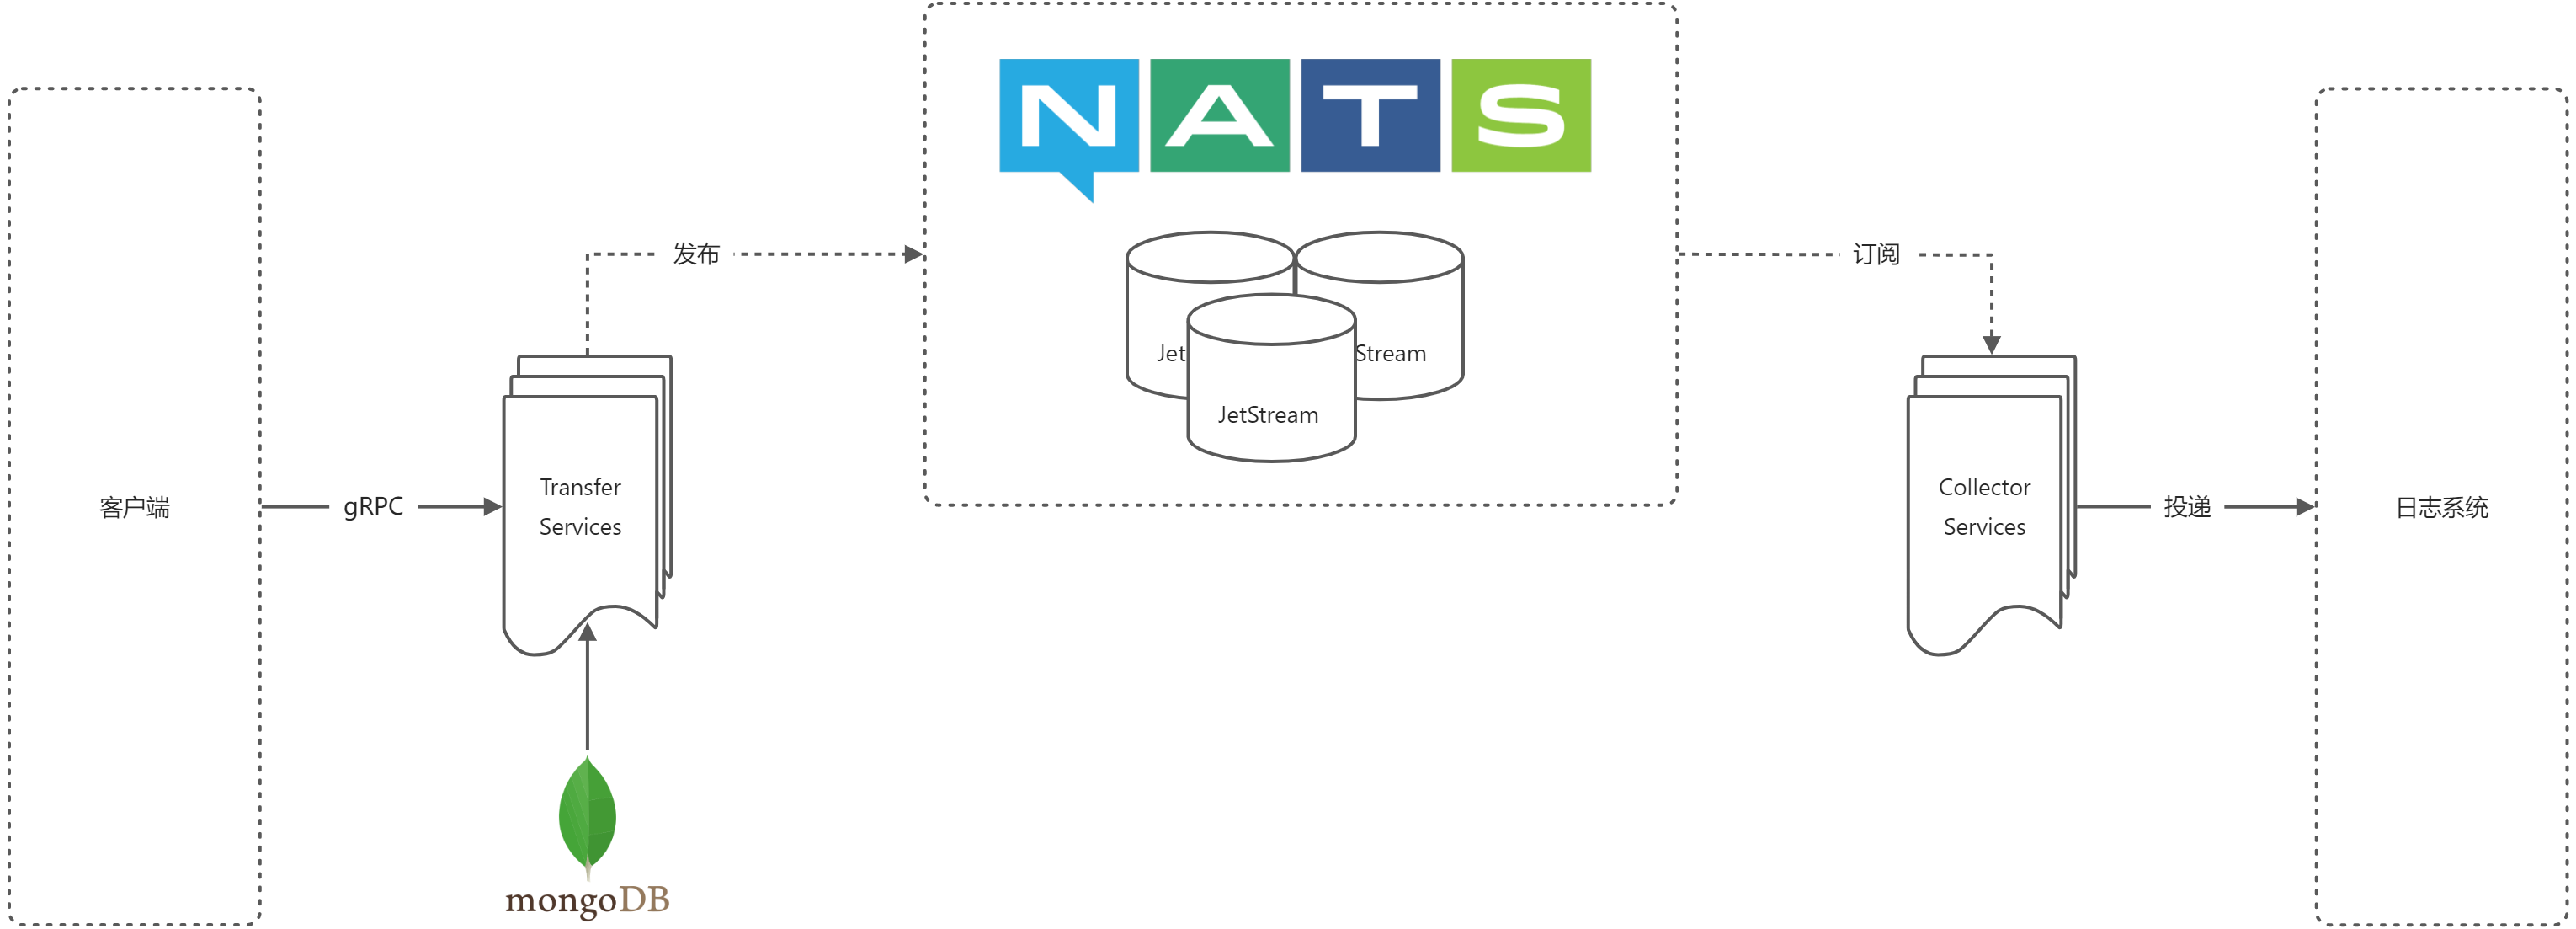 NATS
发布
订阅
Jet
Stream
JetStream
客户端
gRPC
Transfer
Services
Collector
Services
投递
日志系统
mongoDB